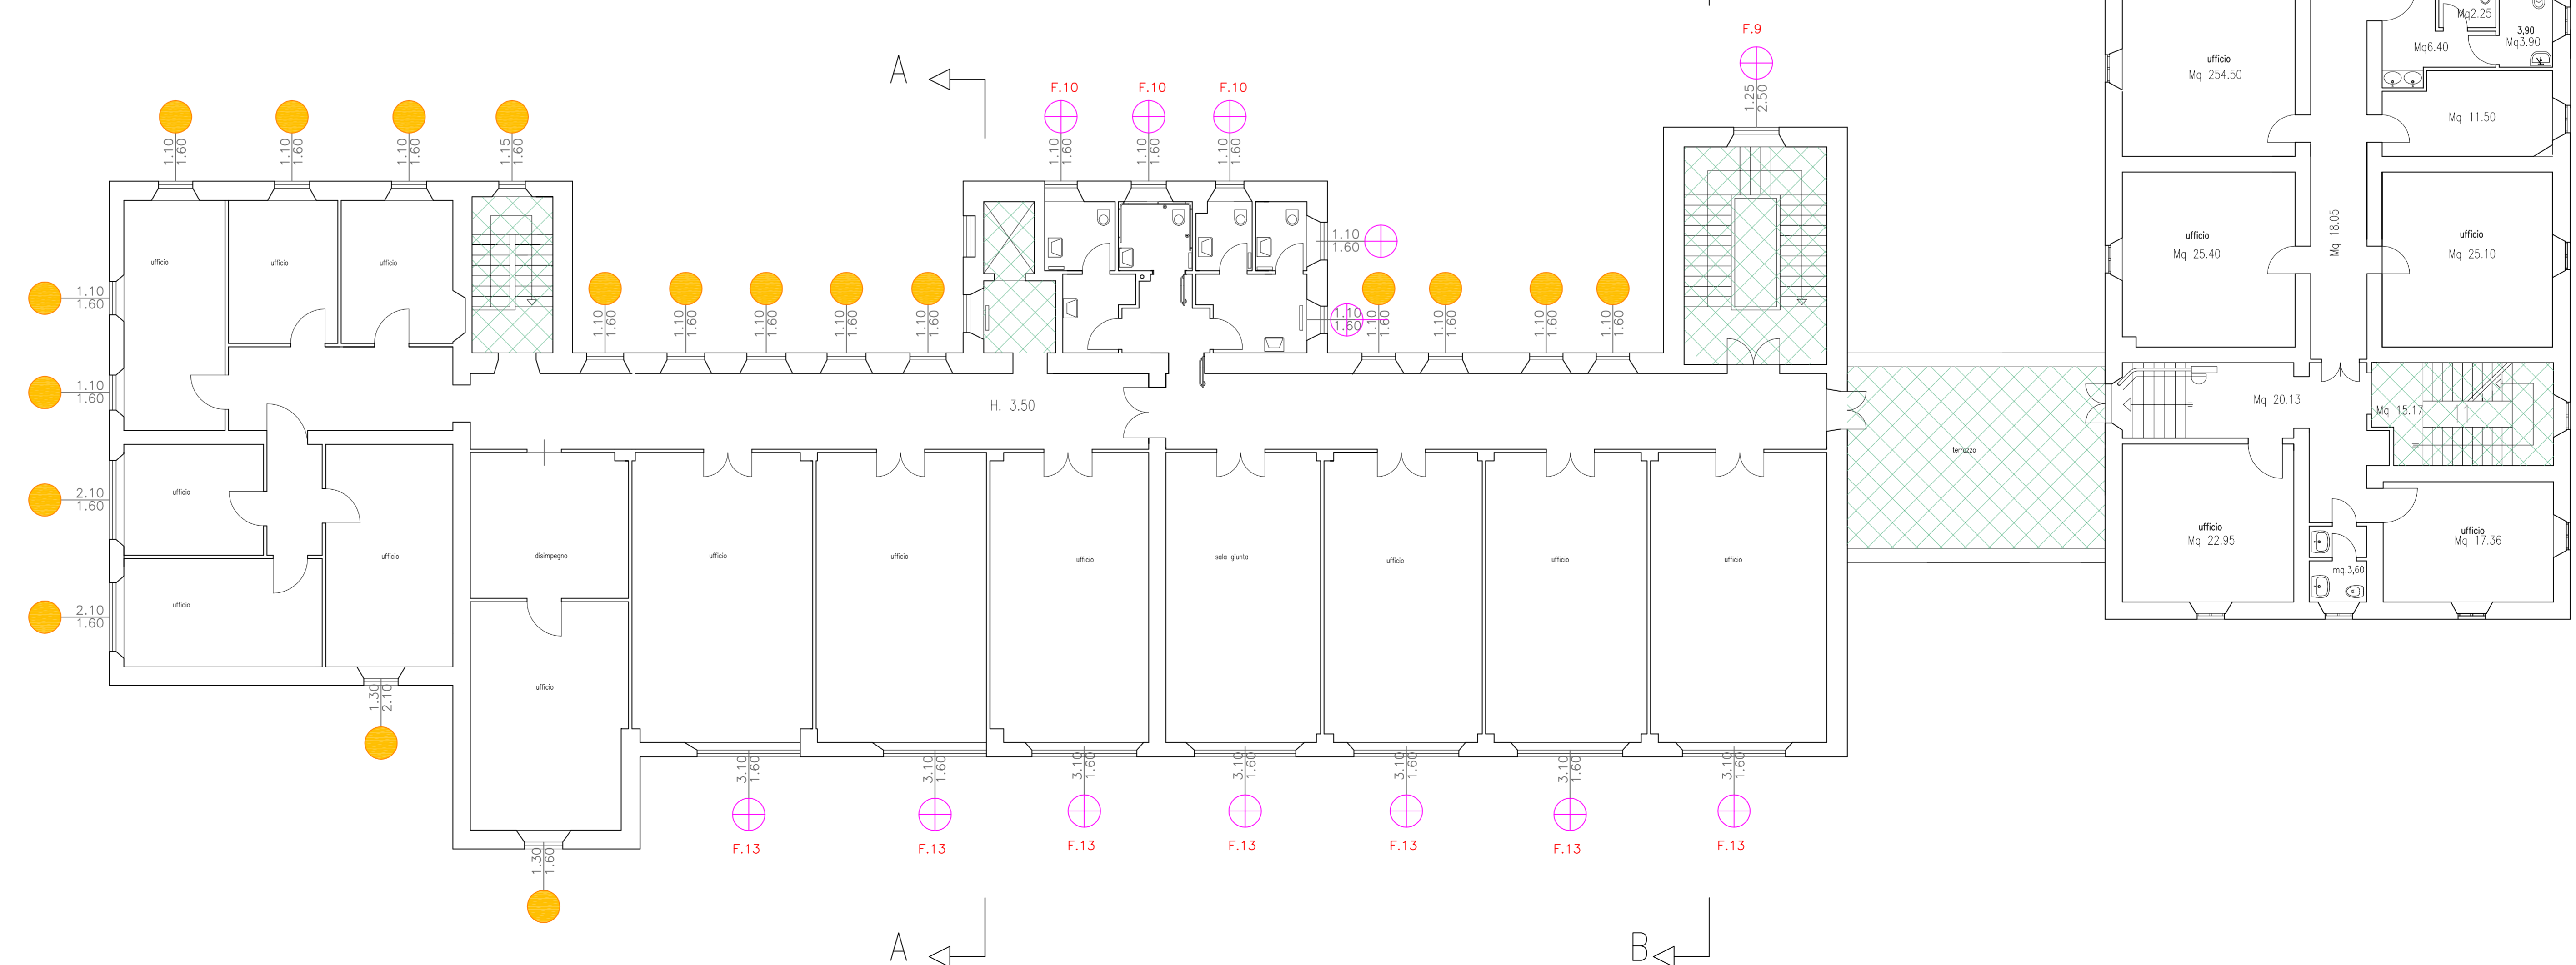 F.9
A
F.10
F.10
F.10
1.25
2.50
1.10
1.60
1.10
1.60
1.10
1.60
1.15
1.60
1.10
1.60
1.10
1.60
1.10
1.60
Mq2.25
3,90
Mq3.90
Mq6.40
ufficio
Mq 254.50
Mq 11.50
ufficio
ufficio
ufficio
1.10
1.60
1.10
1.60
1.10
1.60
1.10
1.60
1.10
1.60
1.10
1.60
1.10
1.60
1.10
1.60
1.10
1.60
1.10
1.60
1.10
1.60
1.10
1.60
ufficio
Mq 25.40
Mq 18.05
ufficio
Mq 25.10
1.10
1.60
H. 3.50
Mq 20.13
Mq 15.17
11
terrazzo
2.10
1.60
ufficio
ufficio
disimpegno
ufficio
ufficio
ufficio
sala giunta
ufficio
ufficio
ufficio
ufficio
Mq 22.95
ufficio
Mq 17.36
mq.3,60
2.10
1.60
ufficio
ufficio
1.30
2.10
3.10
1.60
3.10
1.60
3.10
1.60
3.10
1.60
3.10
1.60
3.10
1.60
3.10
1.60
F.13
F.13
F.13
F.13
F.13
F.13
F.13
1.30
1.60
A
B